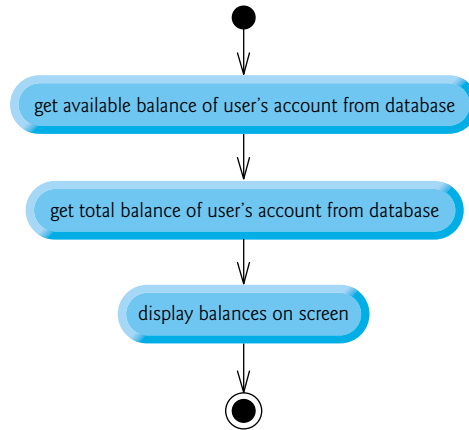 get available balance of user’s account from database
get total balance of user’s account from database
display balances on screen